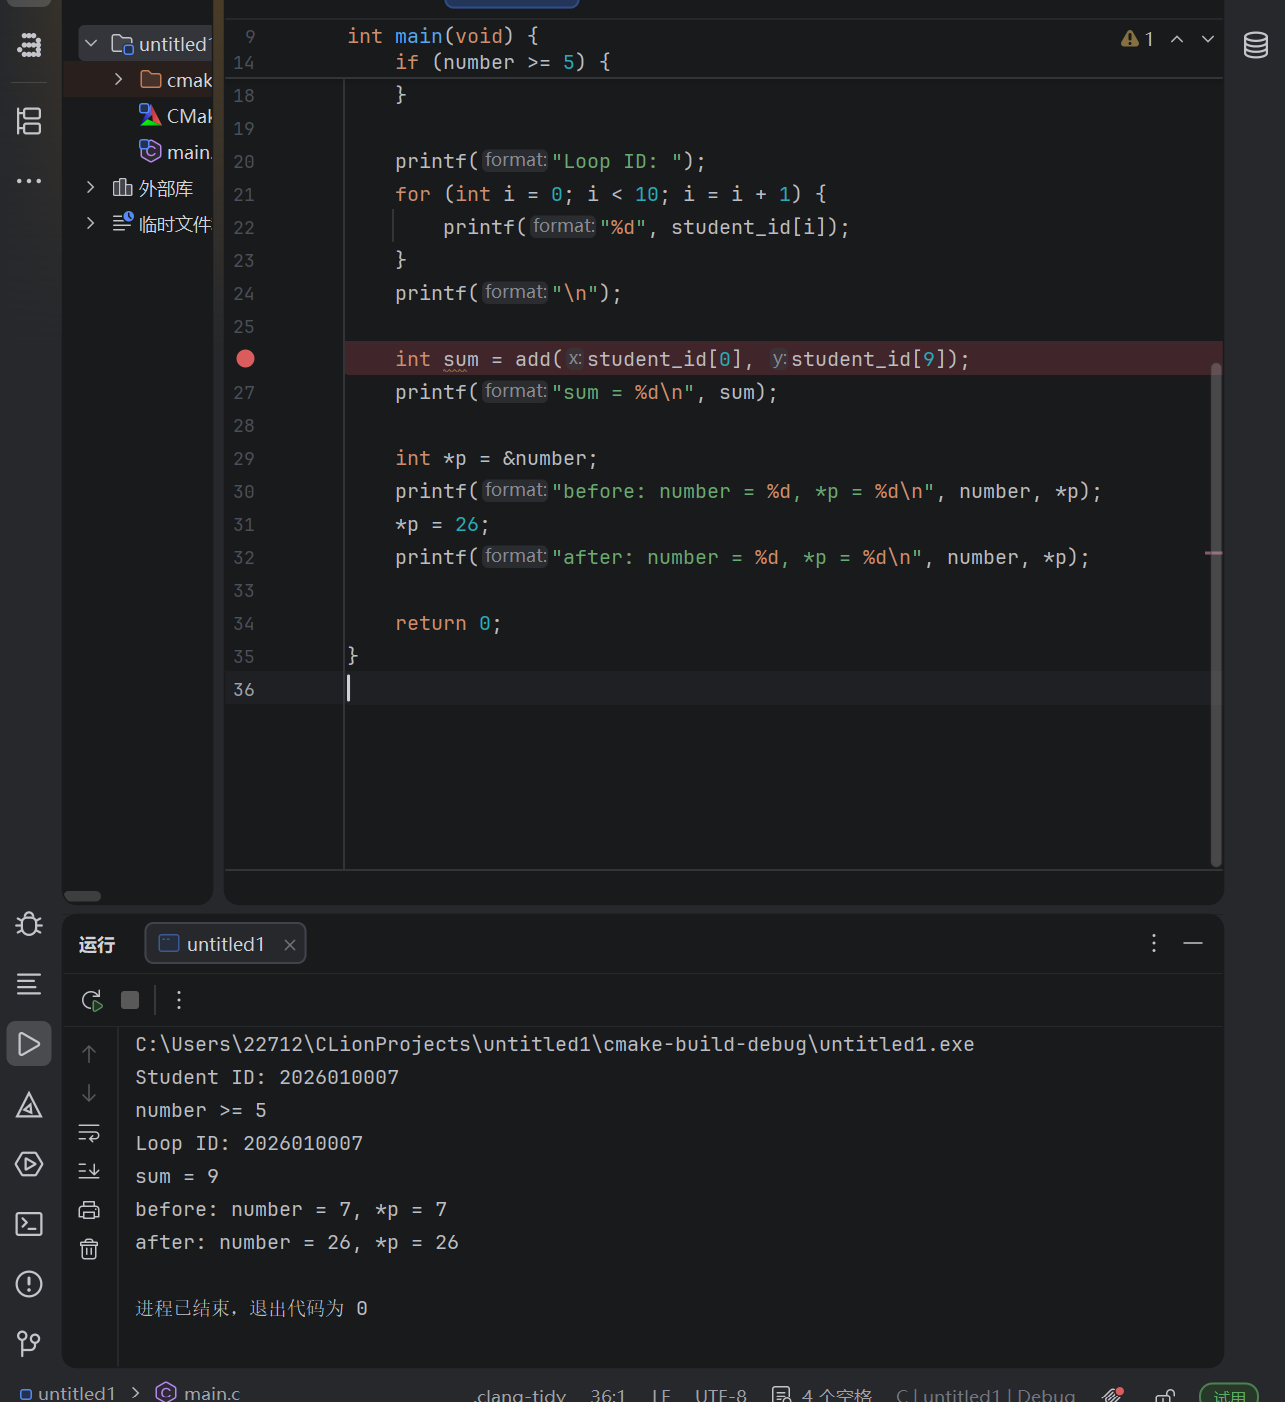 untitled1
cmak
CMak
main.
外部库
临时文件
9 int main(void) {
14 if (number >= 5) {
1
18 }
19
20 printf(format:"Loop ID: ");
21 for (int i = 0; i < 10; i = i + 1) {
22 printf(format:"%d", student_id[i]);
23 }
24 printf(format:"\n");
25
int sum = add(x:student_id[0], y:student_id[9]);
27 printf(format:"sum = %d\n", sum);
28
29 int *p = &number;
30 printf(format:"before: number = %d, *p = %d\n", number, *p);
31 *p = 26;
32 printf(format:"after: number = %d, *p = %d\n", number, *p);
33
34 return 0;
35 }
36
运行 untitled1
C:\Users\22712\CLionProjects\untitled1\cmake-build-debug\untitled1.exe
Student ID: 2026010007
number >= 5
Loop ID: 2026010007
sum = 9
before: number = 7, *p = 7
after: number = 26, *p = 26
进程已结束，退出代码为 0
untitled1 > main.c .clang-tidy 36:1 LF UTF-8 4 个空格 C | untitled1 | Debug 试用